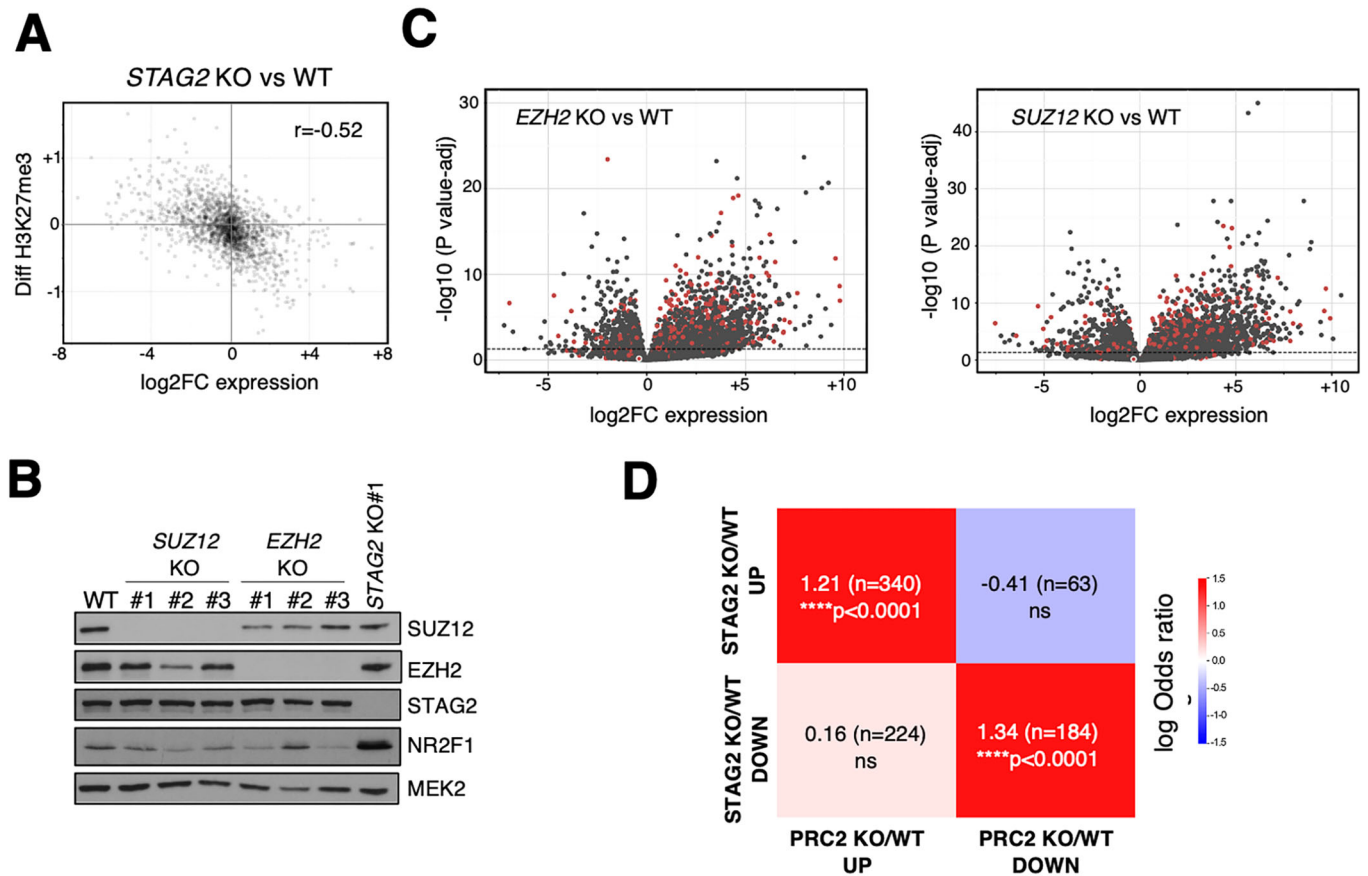 A
STAG2 KO vs WT
r=-0.52
Diff H3K27me3
+1
0
-1
-8
-4
0
+4
+8
log2FC expression
C
EZH2 KO vs WT
-log10 (P value-adj)
30
20
10
0
-5
0
+5
+10
log2FC expression
SUZ12 KO vs WT
-log10 (P value-adj)
40
30
20
10
0
-5
0
+5
+10
log2FC expression
B
SUZ12
KO
EZH2
KO
STAG2 KO#1
WT #1 #2 #3 #1 #2 #3
SUZ12
EZH2
STAG2
NR2F1
MEK2
D
STAG2 KO/WT
UP
1.21 (n=340)
****p<0.0001
-0.41 (n=63)
ns
STAG2 KO/WT
DOWN
0.16 (n=224)
ns
1.34 (n=184)
****p<0.0001
PRC2 KO/WT
UP
PRC2 KO/WT
DOWN
log Odds ratio
1.5
1.0
0.5
0.0
-0.5
-1.0
-1.5